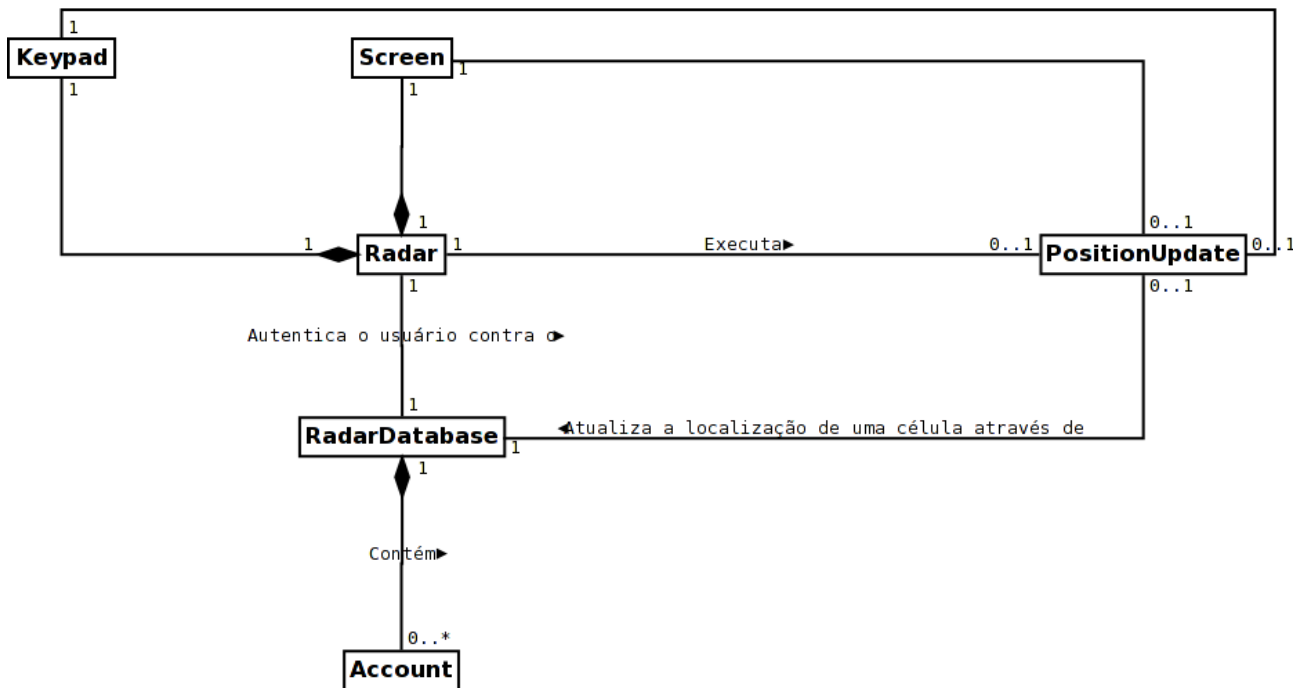 1
Keypad
1
Screen
1
1
1
1
Radar
1
Executa►
0..1
0..1
PositionUpdate
0..1
0..1
1
Autentica o usuário contra o►
1
RadarDatabase
1
◄Atualiza a localização de uma célula através de
1
Contém►
0..*
Account